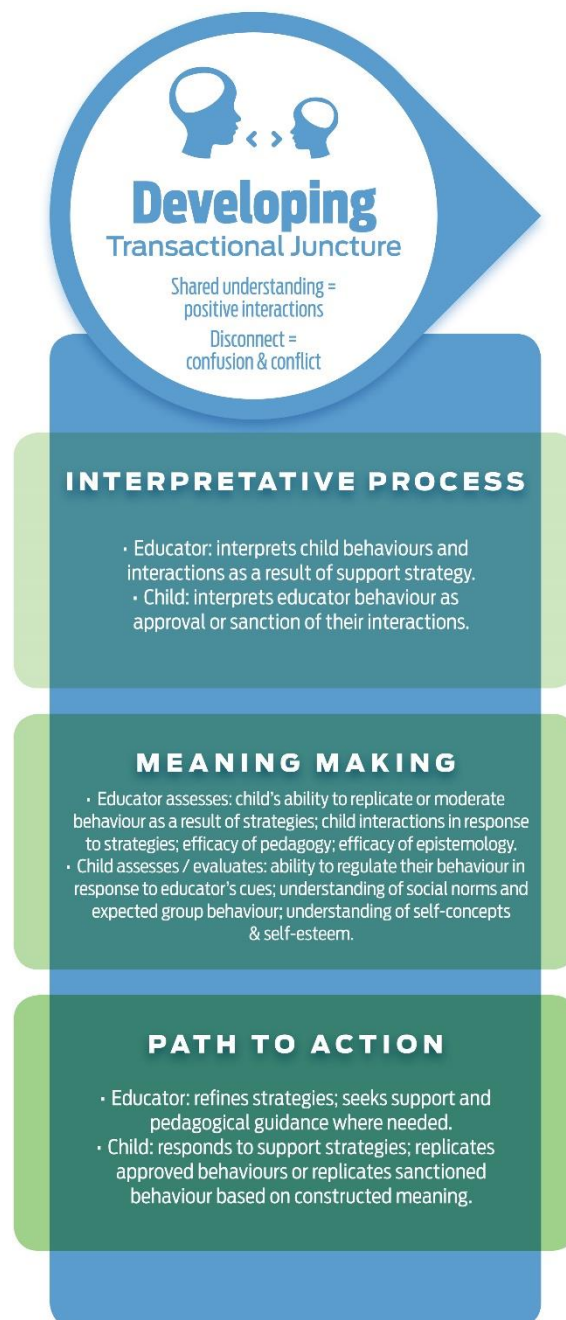 Developing
Transactional Juncture
Shared understanding =
positive interactions
Disconnect =
confusion & conflict
INTERPRETATIVE PROCESS
· Educator: interprets child behaviours and
interactions as a result of support strategy.
· Child: interprets educator behaviour as
approval or sanction of their interactions.
MEANING MAKING
· Educator assesses: child's ability to replicate or moderate
behaviour as a result of strategies; child interactions in response
to strategies; efficacy of pedagogy; efficacy of epistemology.
· Child assesses / evaluates: ability to regulate their behaviour in
response to educator's cues; understanding of social norms and
expected group behaviour; understanding of self-concepts
& self-esteem.
PATH TO ACTION
· Educator: refines strategies; seeks support and
pedagogical guidance where needed.
· Child: responds to support strategies; replicates
approved behaviours or replicates sanctioned
behaviour based on constructed meaning.